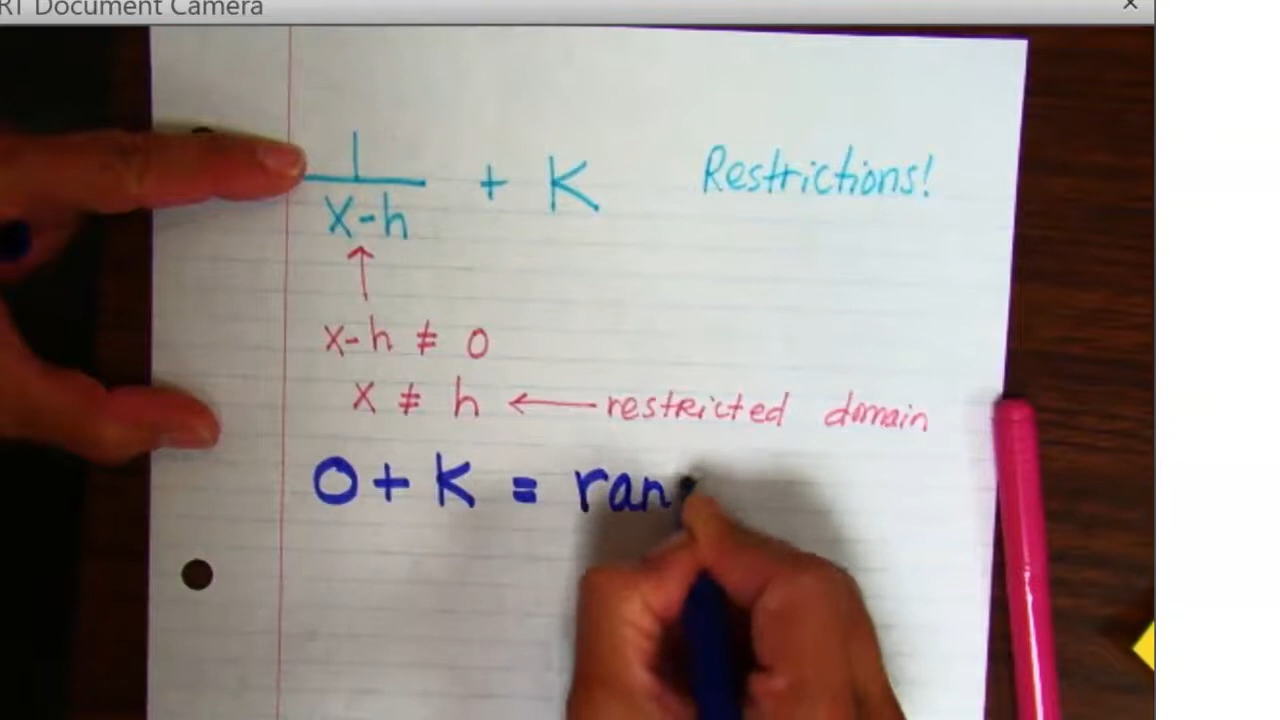 RT Document Camera
1
x-h + K Restrictions!
x-h ≠ 0
x ≠ h ← restricted domain
0 + K = ran